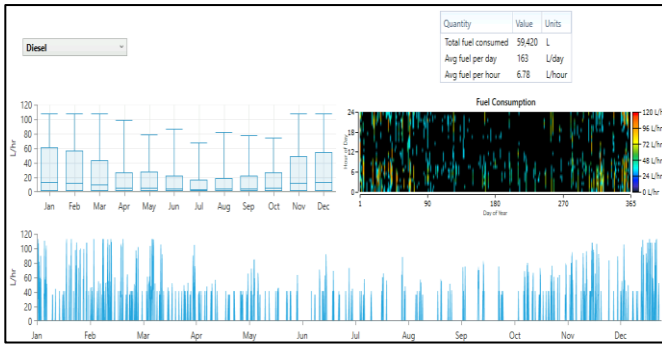 Diesel
Quantity Value Units
Total fuel consumed 59,420 L
Avg fuel per day 163 L/day
Avg fuel per hour 6.78 L/hour
L/hr
120
100
80
60
40
20
0
Jan Feb Mar Apr May Jun Jul Aug Sep Oct Nov Dec
Fuel Consumption
Hour of Day
24
18
12
6
0
1 90 180 270 365
Day of Year
120 L/hr
96 L/hr
72 L/hr
48 L/hr
24 L/hr
0 L/hr
L/hr
120
100
80
60
40
20
0
Jan Feb Mar Apr May Jun Jul Aug Sep Oct Nov Dec